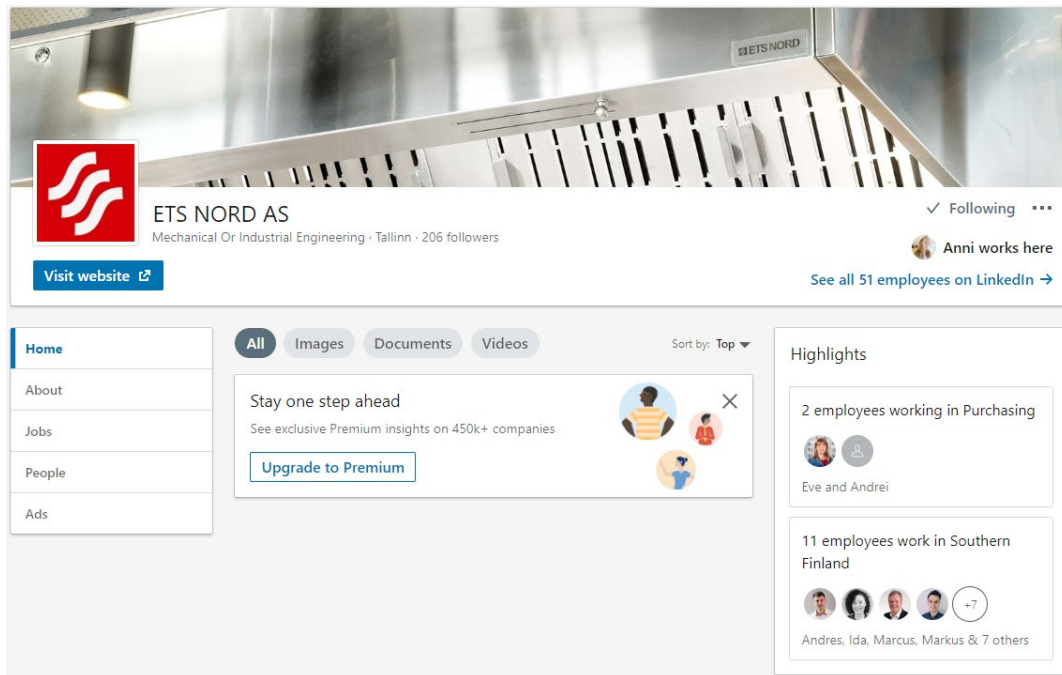 ETS NORD
ETS NORD AS
Mechanical Or Industrial Engineering · Tallinn · 206 followers
Following
Anni works here
Visit website
See all 51 employees on LinkedIn →
Home
About
Jobs
People
Ads
All
Images
Documents
Videos
Sort by: Top
Stay one step ahead
See exclusive Premium insights on 450k+ companies
Upgrade to Premium
Highlights
2 employees working in Purchasing
Eve and Andrei
11 employees work in Southern
Finland
+7
Andres, Ida, Marcus, Markus & 7 others